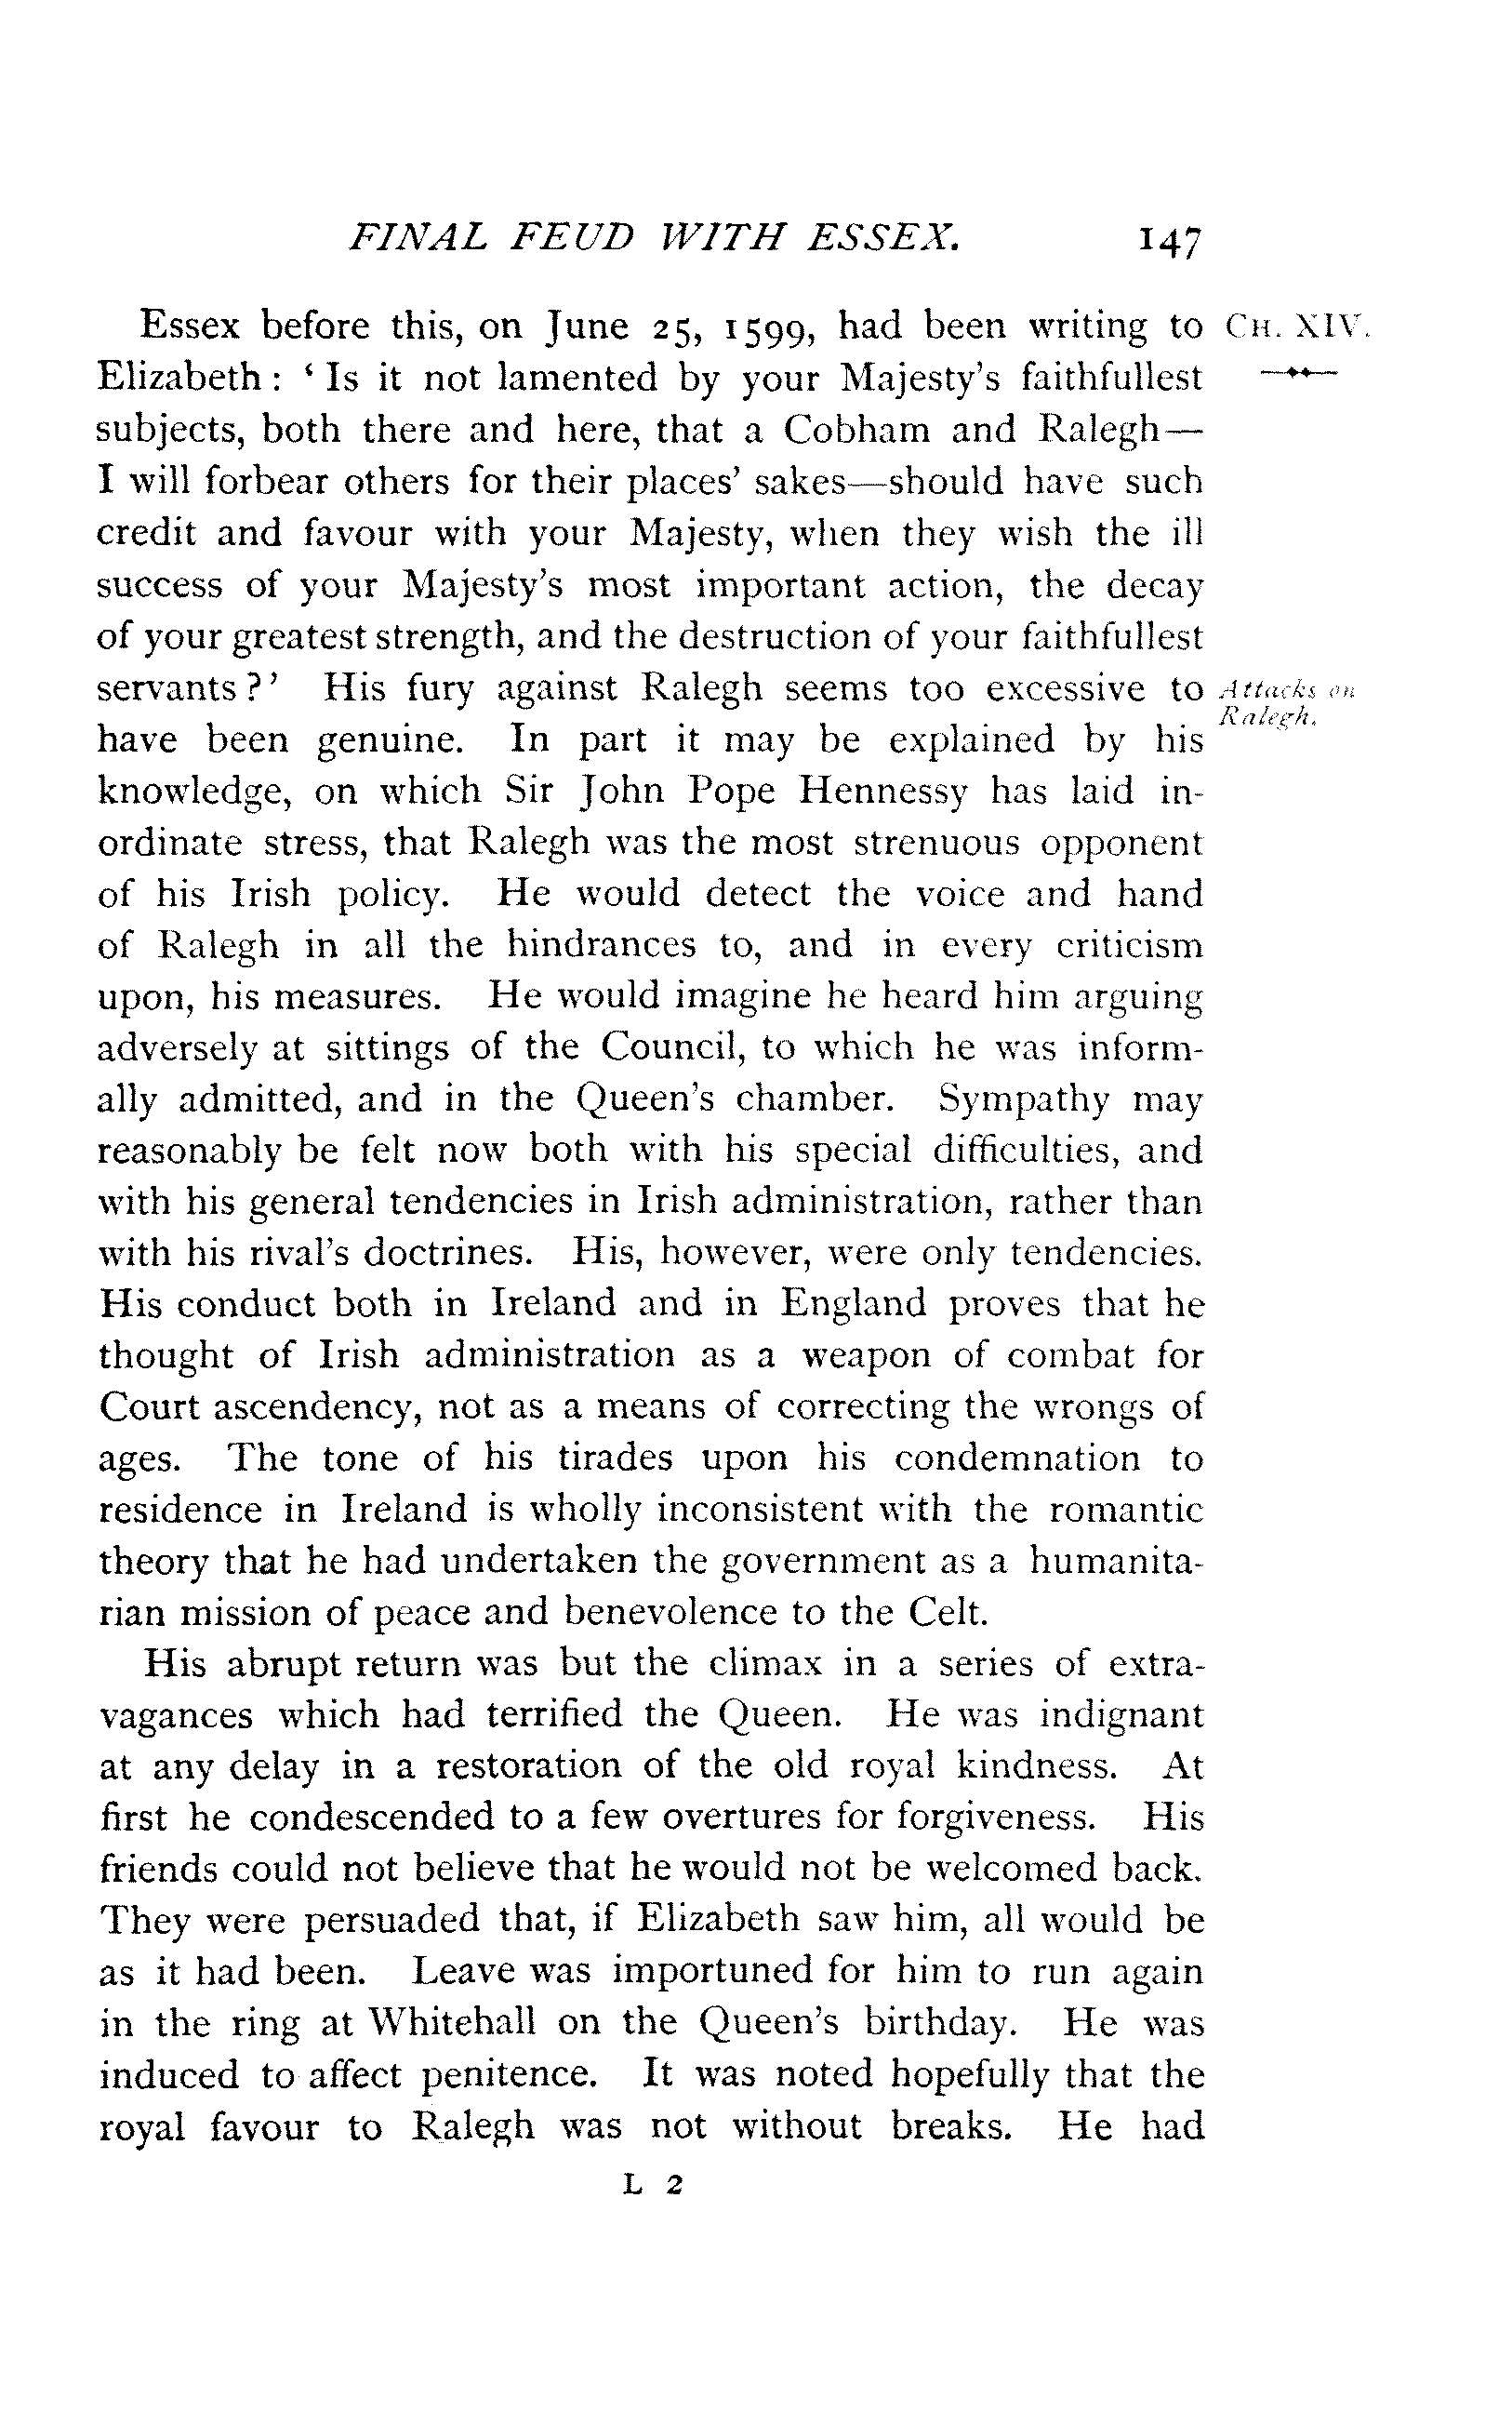 FINAL FEUD WITH ESSEX. 147
Essex before this, on June 25, 1599, had been writing to CH. XIV.
Elizabeth : ‘ Is it not lamented by your Majesty's faithfullest
subjects, both there and here, that a Cobham and Ralegh—
I will forbear others for their places' sakes—should have such
credit and favour with your Majesty, when they wish the ill
success of your Majesty's most important action, the decay
of your greatest strength, and the destruction of your faithfullest
servants ?’ His fury against Ralegh seems too excessive to Attacks on
Ralegh.
have been genuine. In part it may be explained by his
knowledge, on which Sir John Pope Hennessy has laid in-
ordinate stress, that Ralegh was the most strenuous opponent
of his Irish policy. He would detect the voice and hand
of Ralegh in all the hindrances to, and in every criticism
upon, his measures. He would imagine he heard him arguing
adversely at sittings of the Council, to which he was inform-
ally admitted, and in the Queen's chamber. Sympathy may
reasonably be felt now both with his special difficulties, and
with his general tendencies in Irish administration, rather than
with his rival's doctrines. His, however, were only tendencies.
His conduct both in Ireland and in England proves that he
thought of Irish administration as a weapon of combat for
Court ascendency, not as a means of correcting the wrongs of
ages. The tone of his tirades upon his condemnation to
residence in Ireland is wholly inconsistent with the romantic
theory that he had undertaken the government as a humanita-
rian mission of peace and benevolence to the Celt.
His abrupt return was but the climax in a series of extra-
vagances which had terrified the Queen. He was indignant
at any delay in a restoration of the old royal kindness. At
first he condescended to a few overtures for forgiveness. His
friends could not believe that he would not be welcomed back.
They were persuaded that, if Elizabeth saw him, all would be
as it had been. Leave was importuned for him to run again
in the ring at Whitehall on the Queen's birthday. He was
induced to affect penitence. It was noted hopefully that the
royal favour to Ralegh was not without breaks. He had
L 2